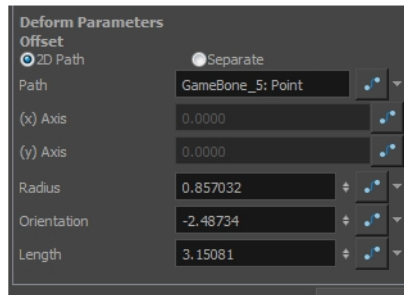 Deform Parameters
Offset
2D Path Separate
Path GameBone_5: Point
(x) Axis 0.0000
(y) Axis 0.0000
Radius 0.857032
Orientation -2.48734
Length 3.15081